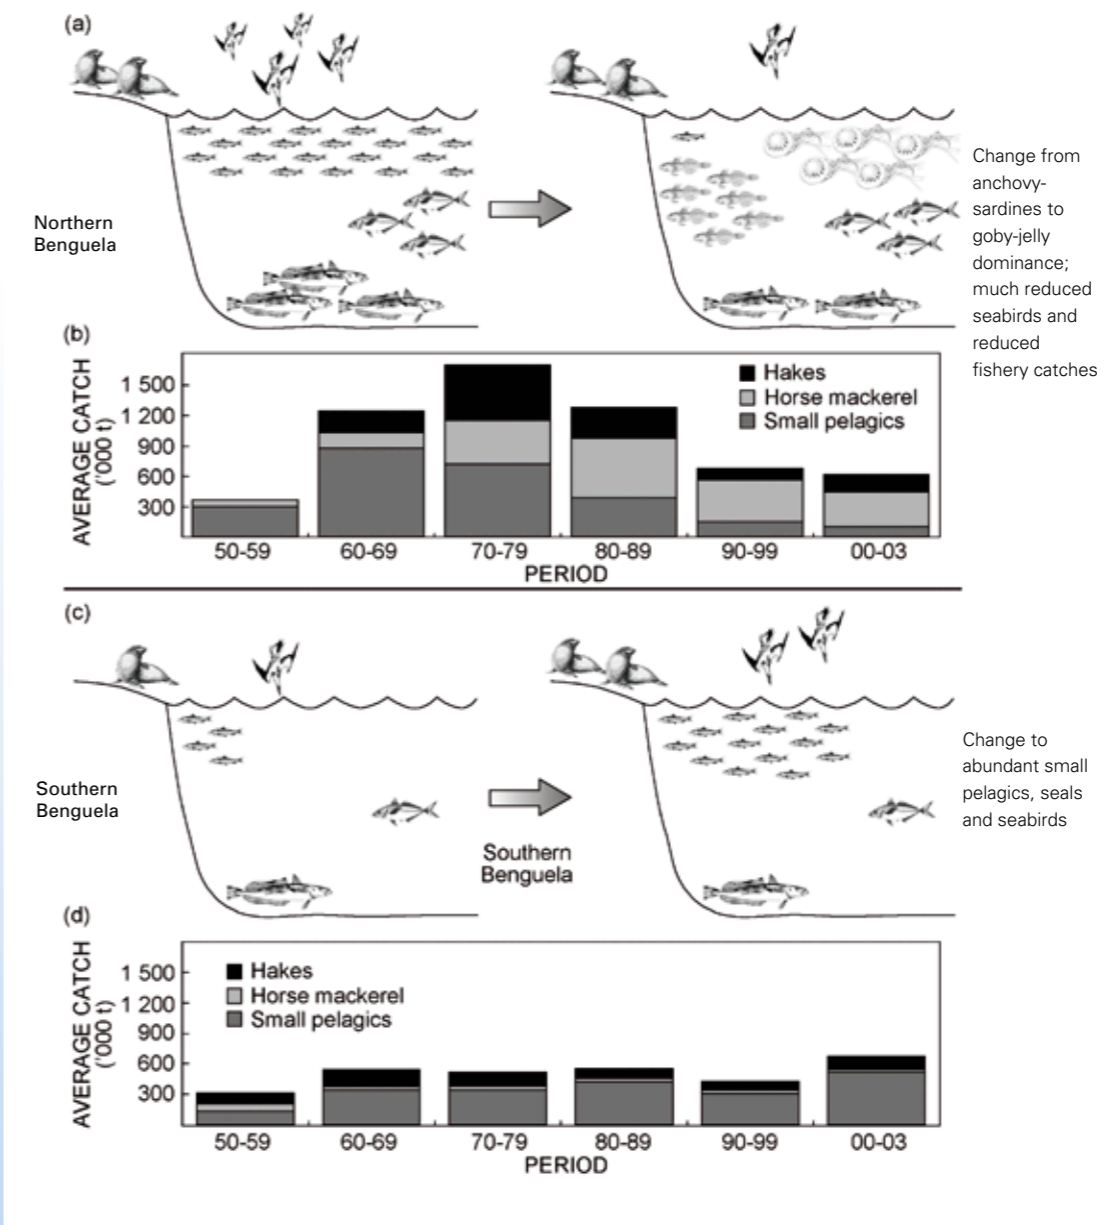 (a)
Northern
Benguela
Change from
anchovy-
sardines to
goby-jelly
dominance;
much reduced
seabirds and
reduced
fishery catches
(b)
AVERAGE CATCH
('000 t)
1 500
1 200
900
600
300
Hakes
Horse mackerel
Small pelagics
50-59 60-69 70-79 80-89 90-99 00-03
PERIOD
(c)
Southern
Benguela
Southern
Benguela
Change to
abundant small
pelagics, seals
and seabirds
(d)
AVERAGE CATCH
('000 t)
1 500
1 200
900
600
300
Hakes
Horse mackerel
Small pelagics
50-59 60-69 70-79 80-89 90-99 00-03
PERIOD